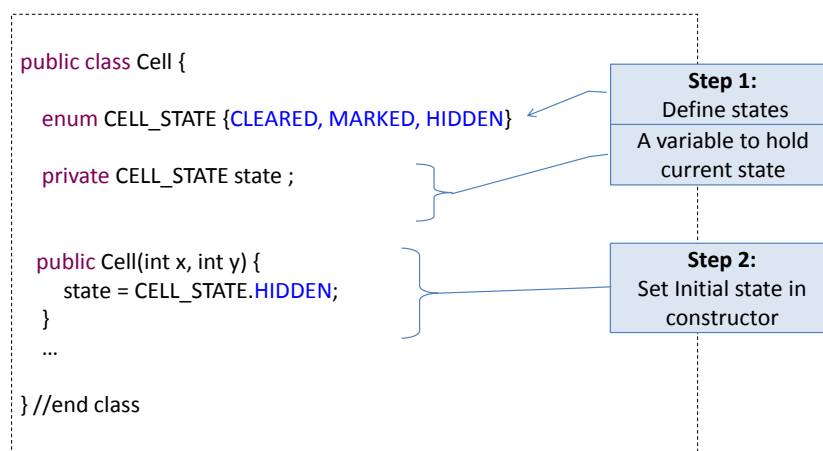 public class Cell {
enum CELL_STATE {CLEARED, MARKED, HIDDEN}
private CELL_STATE state ;
public Cell(int x, int y) {
state = CELL_STATE.HIDDEN;
}
…
} //end class
Step 1:
Define states
A variable to hold
current state
Step 2:
Set Initial state in
constructor